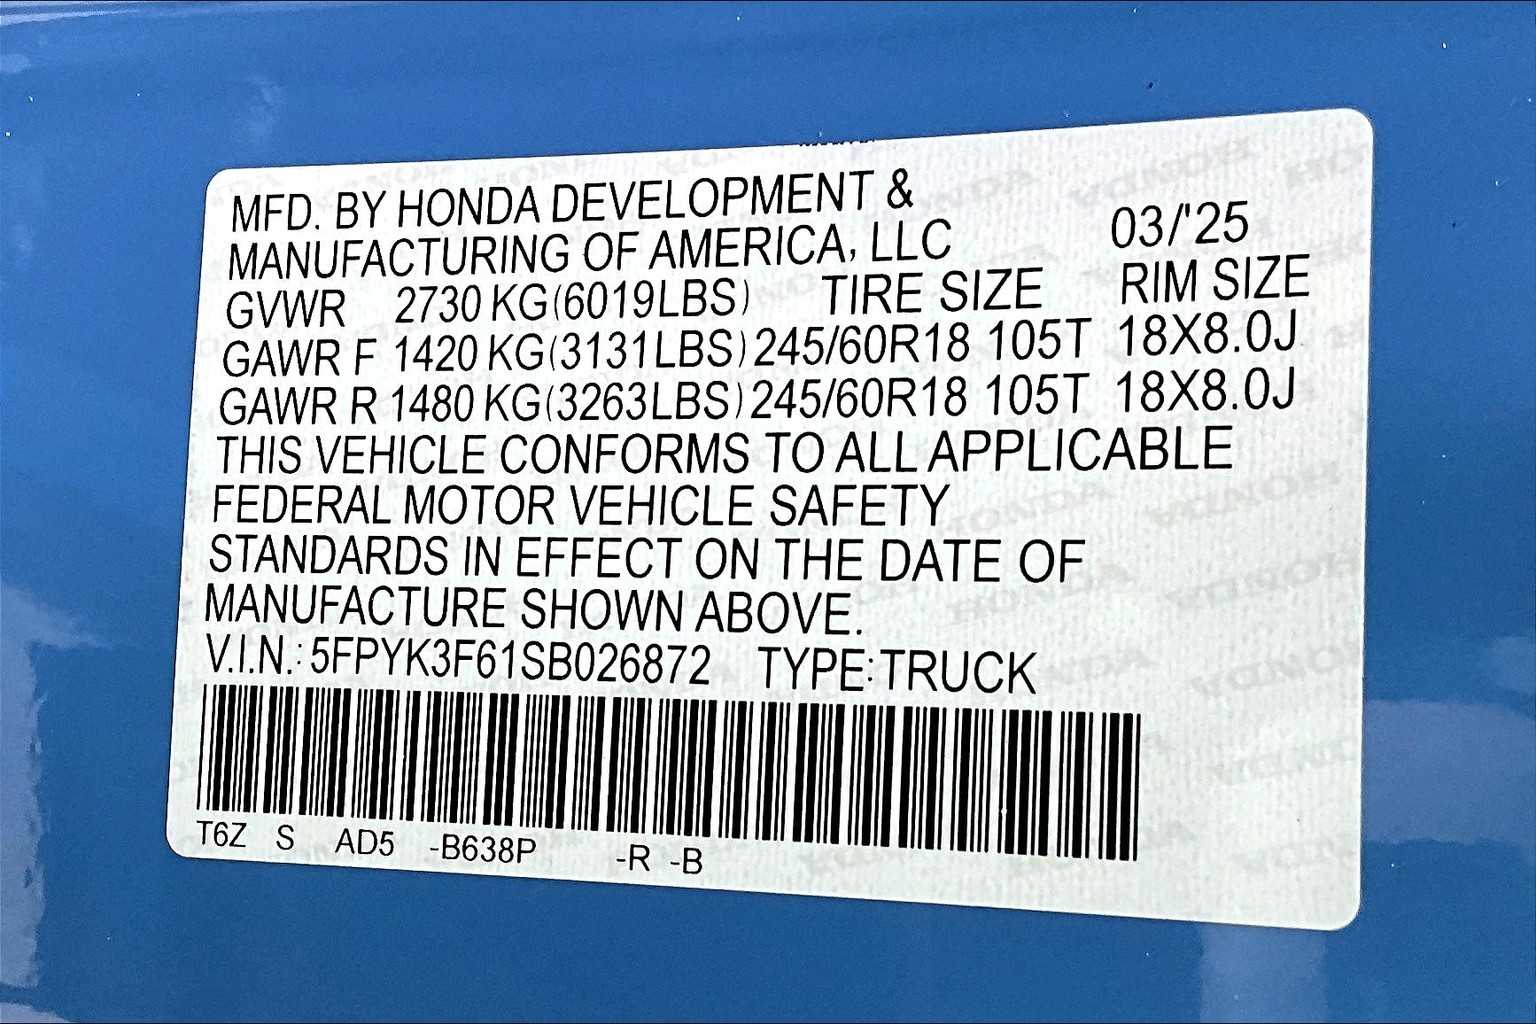 MFD. BY HONDA DEVELOPMENT &
MANUFACTURING OF AMERICA, LLC 03/'25
GVWR 2730 KG(6019LBS) TIRE SIZE RIM SIZE
GAWR F 1420 KG(3131LBS) 245/60R18 105T 18X8.0J
GAWR R 1480 KG(3263LBS) 245/60R18 105T 18X8.0J
THIS VEHICLE CONFORMS TO ALL APPLICABLE
FEDERAL MOTOR VEHICLE SAFETY
STANDARDS IN EFFECT ON THE DATE OF
MANUFACTURE SHOWN ABOVE.
V.I.N.: 5FPYK3F61SB026872 TYPE:TRUCK
T6Z S AD5 -B638P -R -B